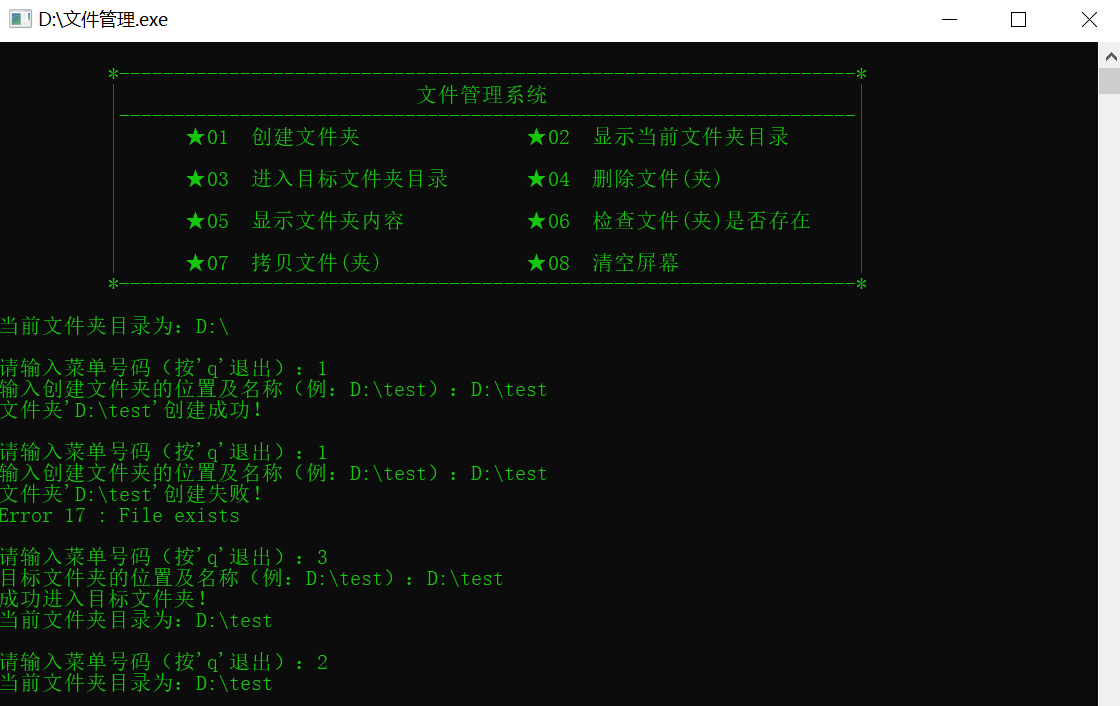 D:\文件管理.exe
*--------------------------------------------------------------------*
文件管理系统
--------------------------------------------------------------------
★01 创建文件夹 ★02 显示当前文件夹目录
★03 进入目标文件夹目录 ★04 删除文件(夹)
★05 显示文件夹内容 ★06 检查文件(夹)是否存在
★07 拷贝文件(夹) ★08 清空屏幕
*--------------------------------------------------------------------*
当前文件夹目录为: D:\
请输入菜单号码（按'q'退出）: 1
输入创建文件夹的位置及名称（例: D:\test）: D:\test
文件夹'D:\test'创建成功!
请输入菜单号码（按'q'退出）: 1
输入创建文件夹的位置及名称（例: D:\test）: D:\test
文件夹'D:\test'创建失败!
Error 17 : File exists
请输入菜单号码（按'q'退出）: 3
目标文件夹的位置及名称（例: D:\test）: D:\test
成功进入目标文件夹!
当前文件夹目录为: D:\test
请输入菜单号码（按'q'退出）: 2
当前文件夹目录为: D:\test